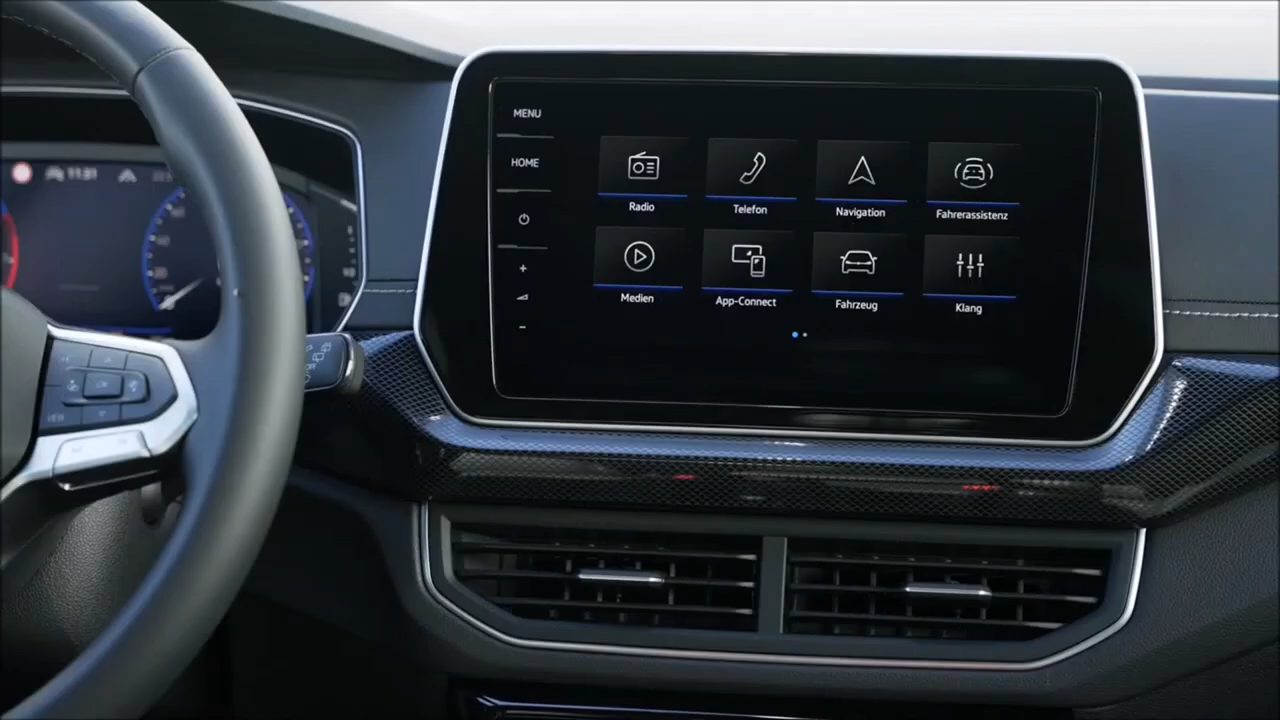 11:31
MENU
HOME
Radio
Telefon
Navigation
Fahrerassistenz
Medien
App-Connect
Fahrzeug
Klang